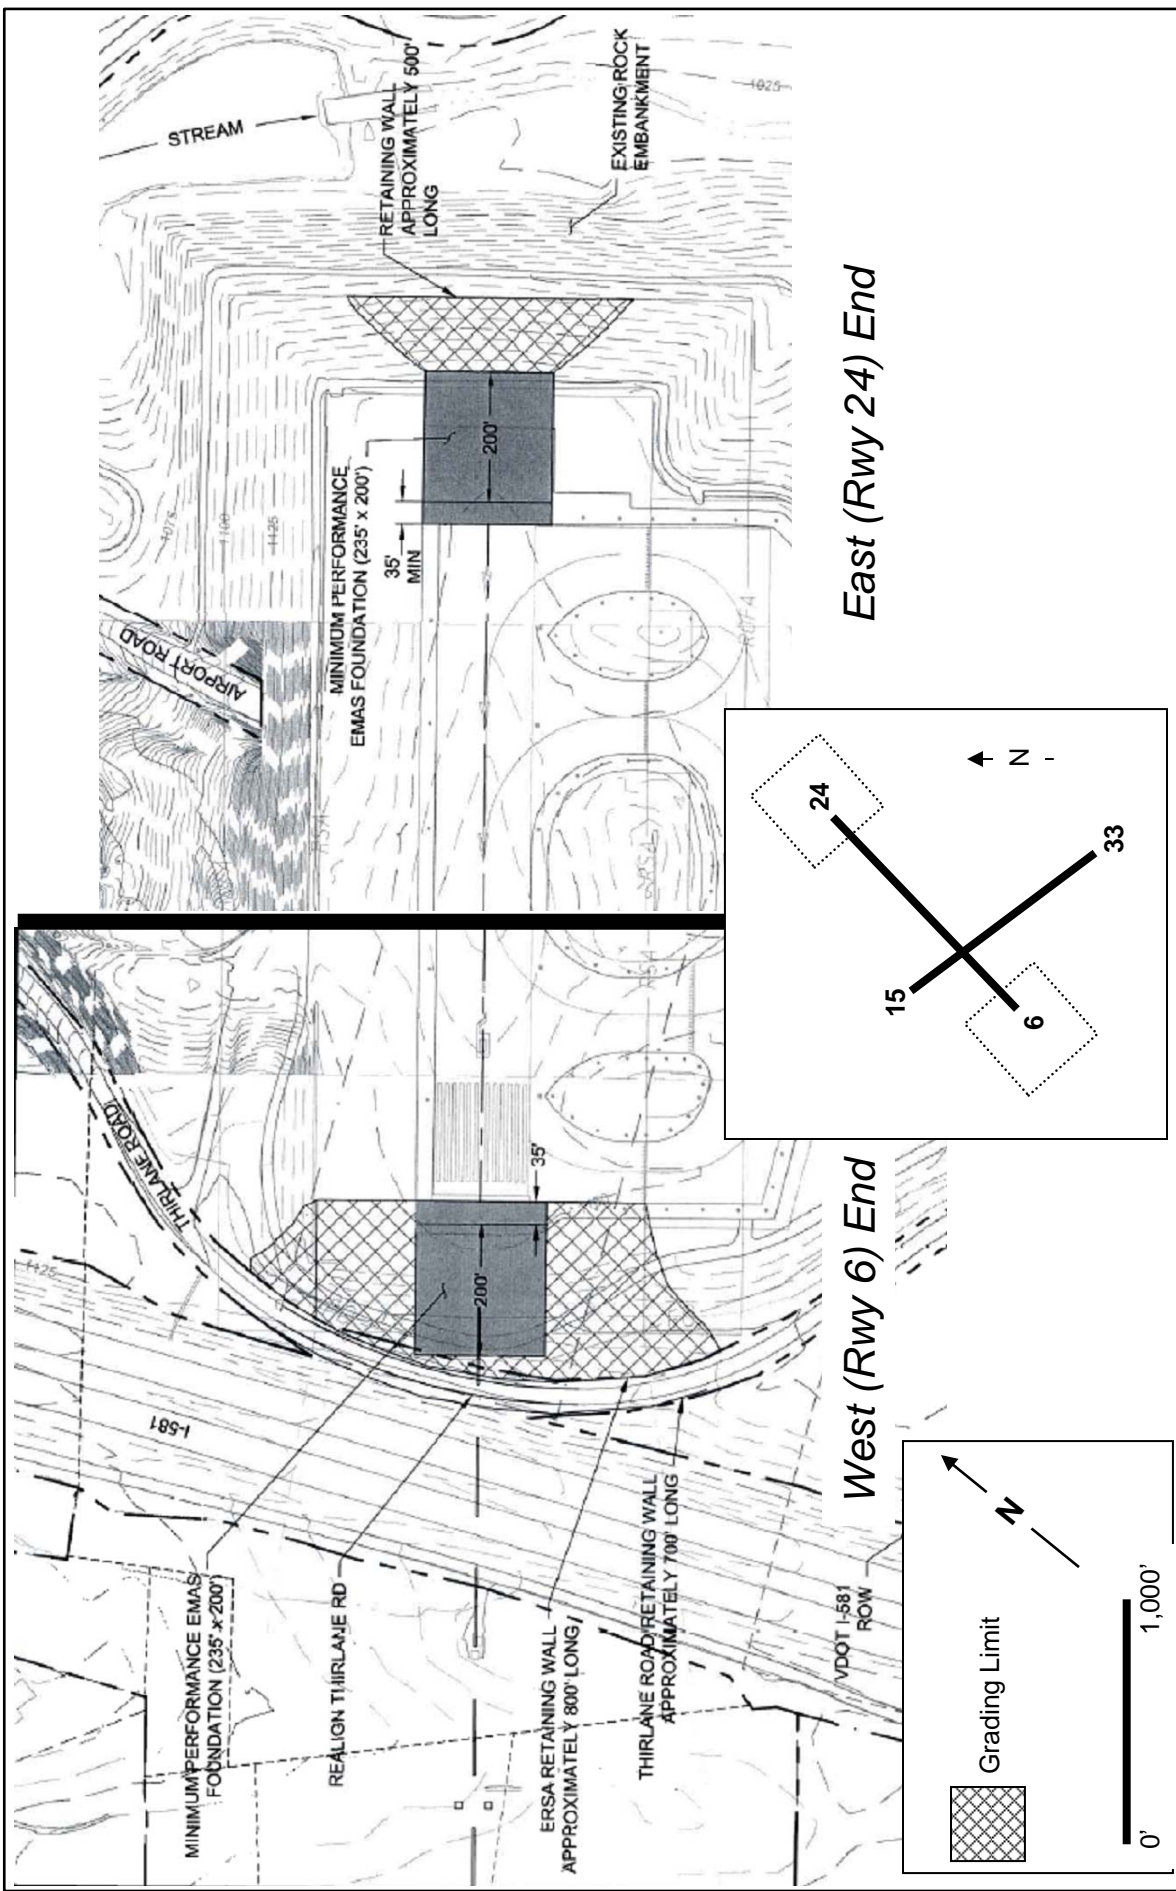 THIRLANE ROAD
1125
I-581
35'
200'
MINIMUM PERFORMANCE EMAS
FOUNDATION (235' x 200')
REALIGN THIRLANE RD
ERSA RETAINING WALL
APPROXIMATELY 800' LONG
THIRLANE ROAD RETAINING WALL
APPROXIMATELY 700' LONG
VDOT I-581
ROW
RSA
West (Rwy 6) End
STREAM
RETAINING WALL
APPROXIMATELY 500'
LONG
EXISTING ROCK
EMBANKMENT
1025
1075
1100
1125
AIRPORT ROAD
MINIMUM PERFORMANCE
EMAS FOUNDATION (235' x 200')
35'
MIN
200'
RSA
RSA
East (Rwy 24) End
Grading Limit
N
0'
1,000'
15
24
6
33
N